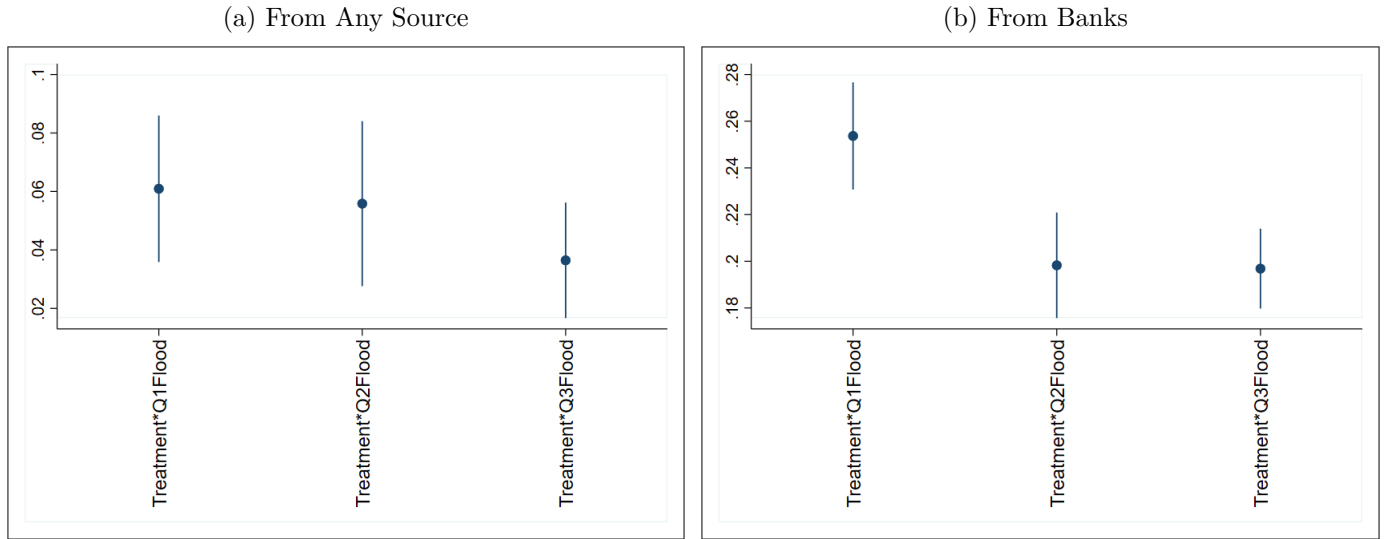 (a) From Any Source
.1
.08
.06
.04
.02
Treatment*Q1Flood
Treatment*Q2Flood
Treatment*Q3Flood
(b) From Banks
.28
.26
.24
.22
.2
.18
Treatment*Q1Flood
Treatment*Q2Flood
Treatment*Q3Flood